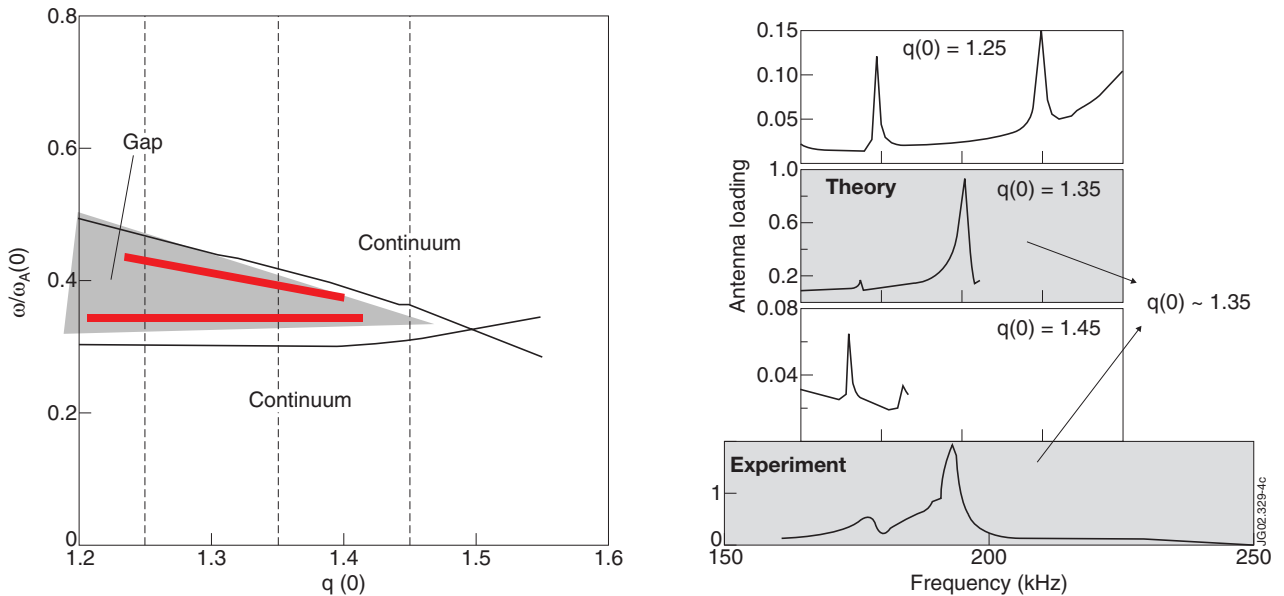 0.8
0.6
0.4
0.2
0
ω/ωA(0)
Gap
Continuum
Continuum
1.2 1.3 1.4 1.5 1.6
q (0)
Antenna loading
0.15
0.10
0.05
q(0) = 1.25
1.0
0.6
0.2
Theory
q(0) = 1.35
0.08
0.04
q(0) = 1.45
q(0) ~ 1.35
Experiment
1
0
150 200 250
Frequency (kHz)
JG02.329-4c